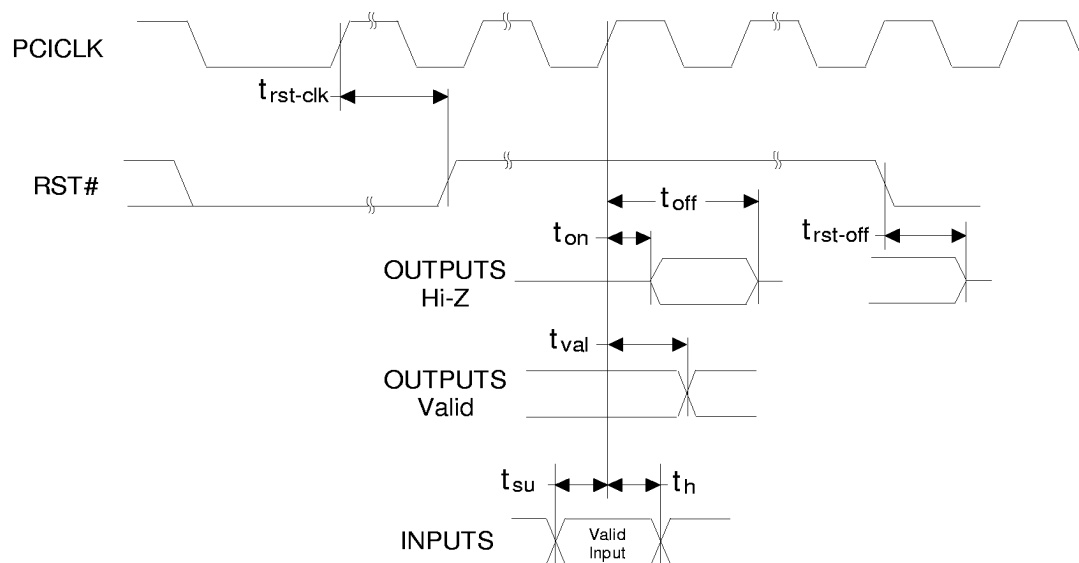 PCICLK
trst-clk
RST#
toff
ton
trst-off
OUTPUTS
Hi-Z
tval
OUTPUTS
Valid
tsu
th
INPUTS
Valid
Input